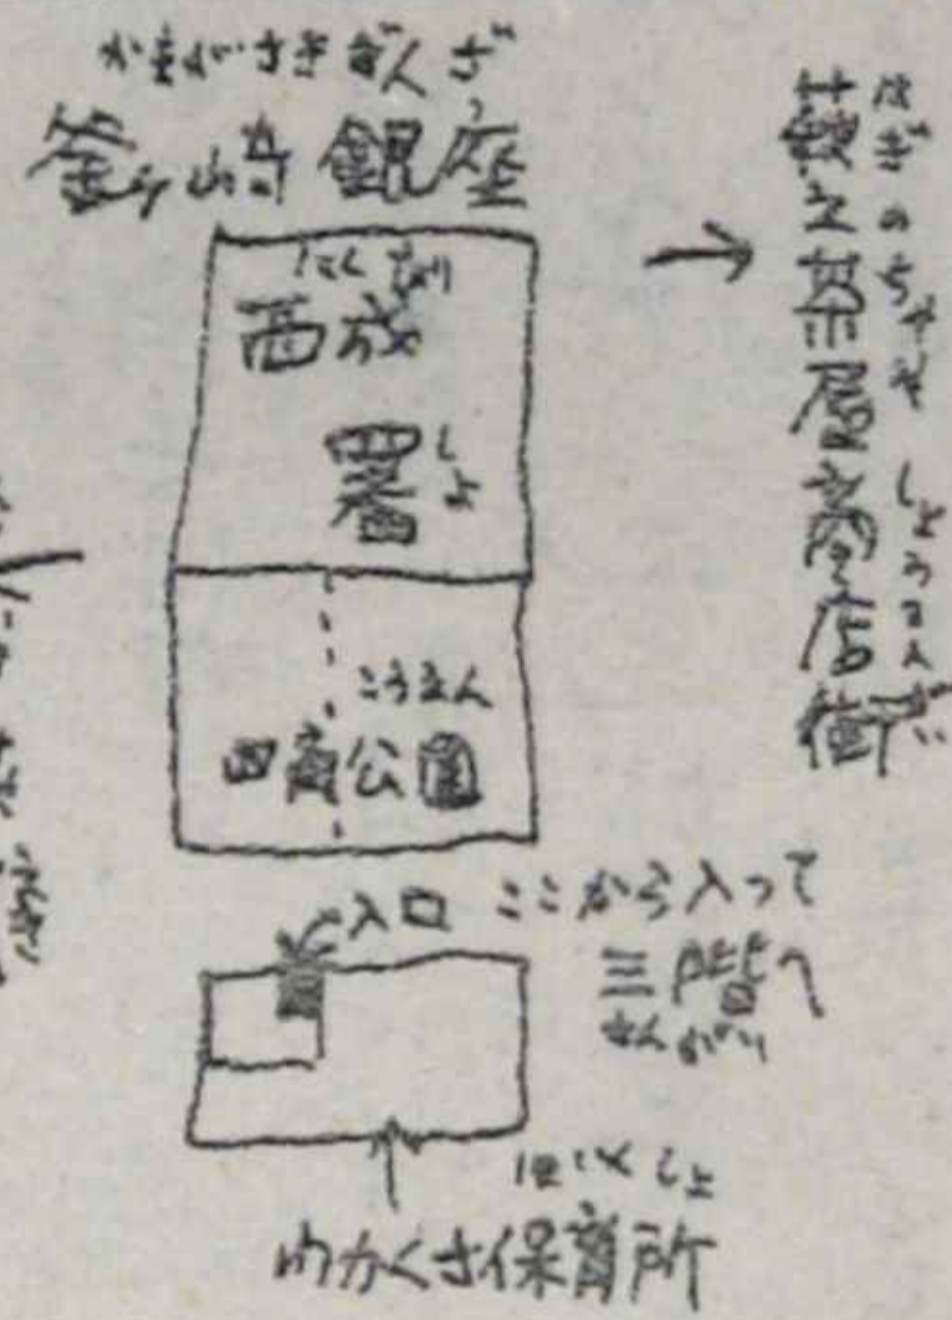 かまがさきぎんざ
釜ヶ崎銀座
にしなり
西成
署
しょ
→
はぎのちゃやしょうてんがい
萩之茶屋商店街
こうえん
四角公園
入口 ここから入って
三階へ
さんがい
ほいくしょ
わかくさ保育所